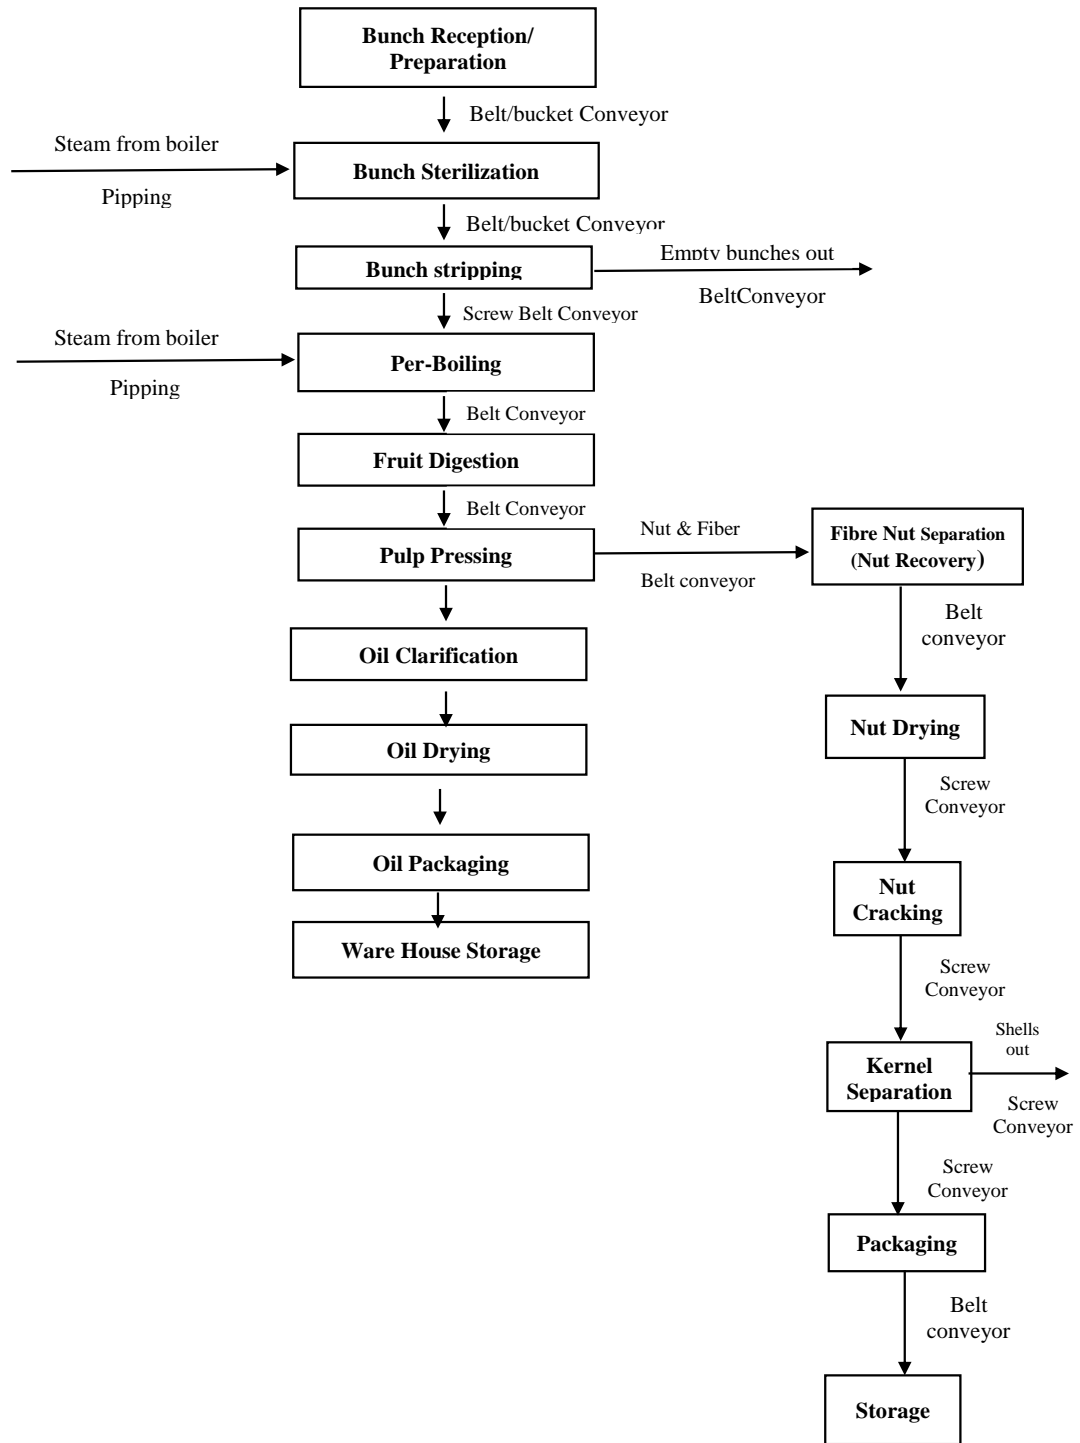 Bunch Reception/
Preparation
Belt/bucket Conveyor
Steam from boiler
Pipping
Bunch Sterilization
Belt/bucket Conveyor
Bunch stripping
Empty bunches out
BeltConveyor
Screw Belt Conveyor
Steam from boiler
Pipping
Per-Boiling
Belt Conveyor
Fruit Digestion
Belt Conveyor
Pulp Pressing
Nut & Fiber
Belt conveyor
Fibre Nut Separation
(Nut Recovery)
Belt
conveyor
Oil Clarification
Nut Drying
Oil Drying
Screw
Conveyor
Oil Packaging
Nut
Cracking
Ware House Storage
Screw
Conveyor
Kernel
Separation
Shells
out
Screw
Conveyor
Screw
Conveyor
Packaging
Belt
conveyor
Storage